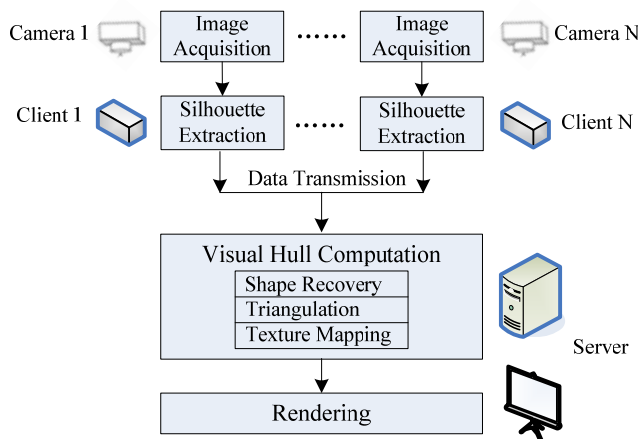 Camera 1
Image
Acquisition
......
Image
Acquisition
Camera N
Client 1
Silhouette
Extraction
......
Silhouette
Extraction
Client N
Data Transmission
Visual Hull Computation
Shape Recovery
Triangulation
Texture Mapping
Server
Rendering